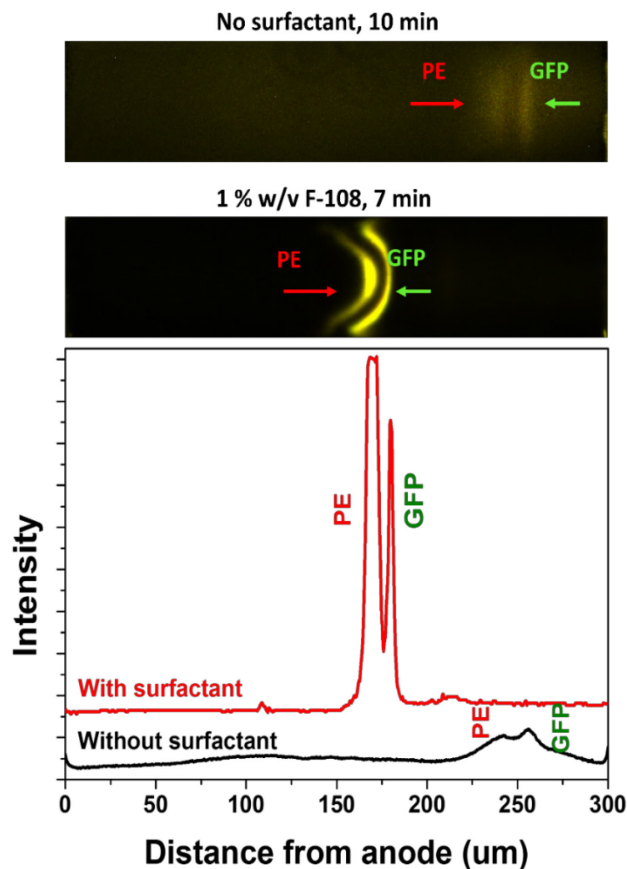 No surfactant, 10 min
PE
GFP
1 % w/v F-108, 7 min
PE
GFP
Intensity
PE
GFP
With surfactant
PE
GFP
Without surfactant
0
50
100
150
200
250
300
Distance from anode (um)